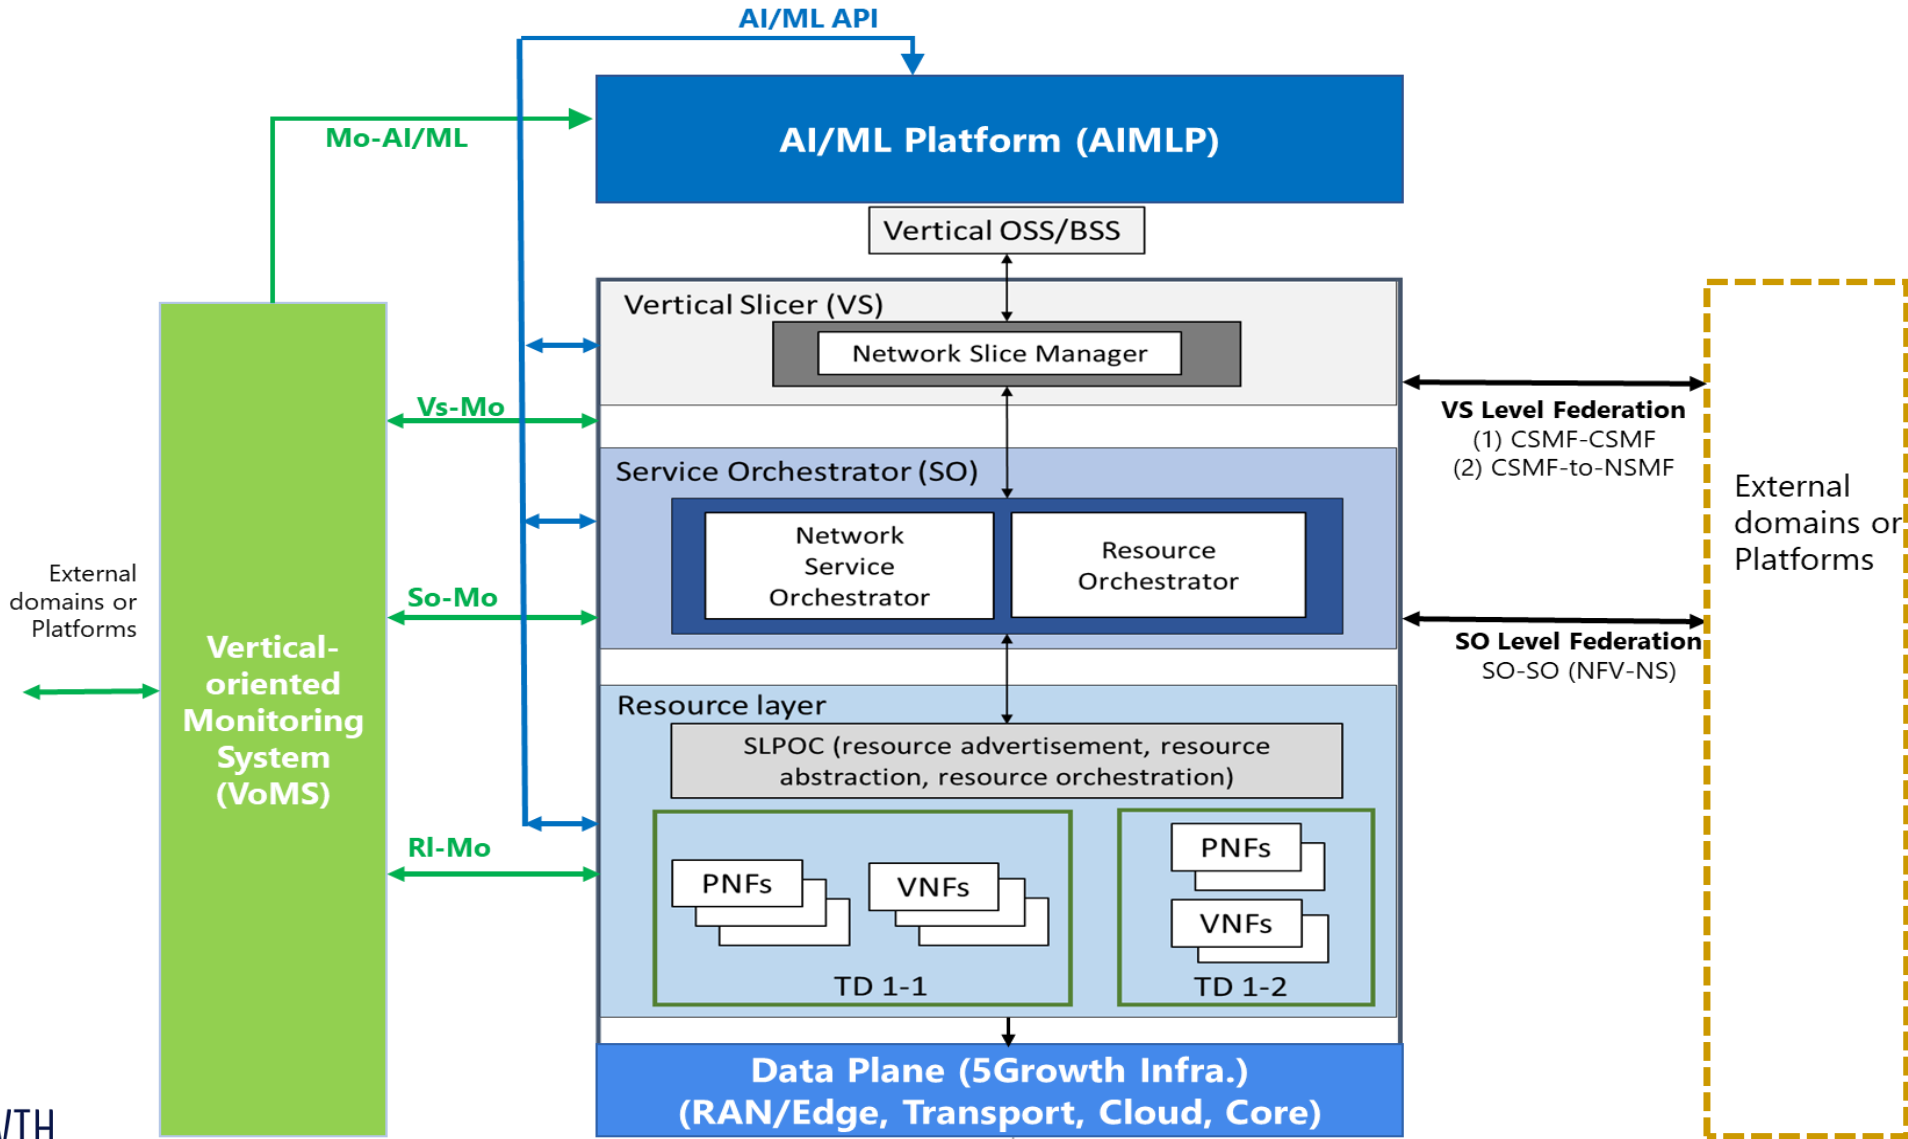 AI/ML API
Mo-AI/ML
AI/ML Platform (AIMLP)
Vertical OSS/BSS
Vertical Slicer (VS)
Network Slice Manager
Vs-Mo
VS Level Federation
(1) CSMF-CSMF
(2) CSMF-to-NSMF
Service Orchestrator (SO)
Network
Service
Orchestrator
Resource
Orchestrator
External
domains or
Platforms
External
domains or
Platforms
So-Mo
SO Level Federation
SO-SO (NFV-NS)
Vertical-
oriented
Monitoring
System
(VoMS)
Resource layer
SLPOC (resource advertisement, resource
abstraction, resource orchestration)
Rl-Mo
PNFs
VNFs
TD 1-1
PNFs
VNFs
TD 1-2
Data Plane (5Growth Infra.)
(RAN/Edge, Transport, Cloud, Core)
WTH